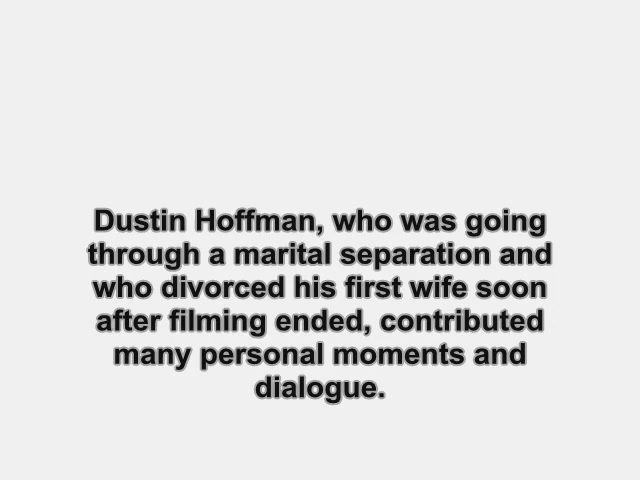 Dustin Hoffman, who was going
through a marital separation and
who divorced his first wife soon
after filming ended, contributed
many personal moments and
dialogue.